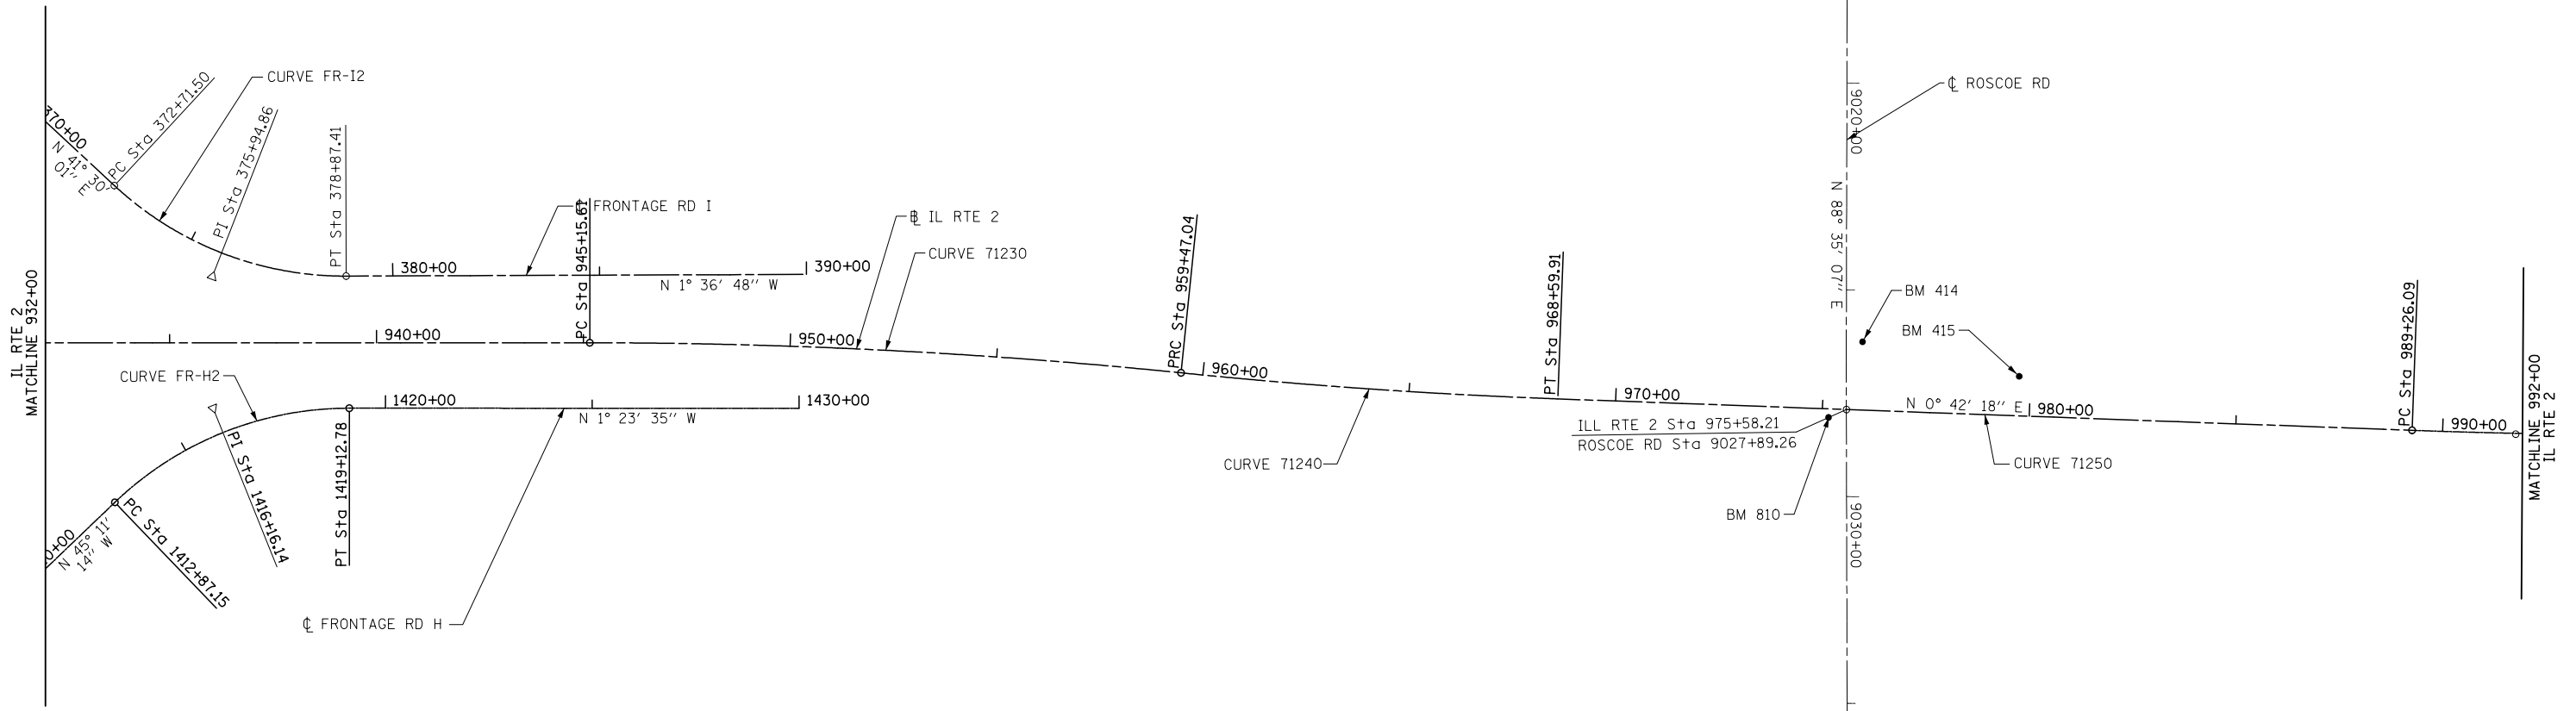 IL RTE 2
MATCHLINE 932+00
370+00
N 41° 30'
01'' E
PC Sta 372+71.50
CURVE FR-I2
PI Sta 375+94.86
PT Sta 378+87.41
380+00
℄ FRONTAGE RD I
390+00
N 1° 36' 48'' W
PC Sta 945+15.61
940+00
950+00
IL RTE 2
CURVE 71230
PRC Sta 959+47.04
960+00
CURVE FR-H2
1420+00
1430+00
N 1° 23' 35'' W
PI Sta 1416+16.14
PT Sta 1419+12.78
0+00
N 45° 11'
14'' W
PC Sta 1412+87.15
℄ FRONTAGE RD H
CURVE 71240
PT Sta 968+59.91
970+00
ILL RTE 2 Sta 975+58.21
ROSCOE RD Sta 9027+89.26
BM 810
℄ ROSCOE RD
9020+00
N 88° 35' 07'' E
BM 414
BM 415
N 0° 42' 18'' E
980+00
CURVE 71250
9030+00
PC Sta 989+26.09
990+00
MATCHLINE 992+00
IL RTE 2